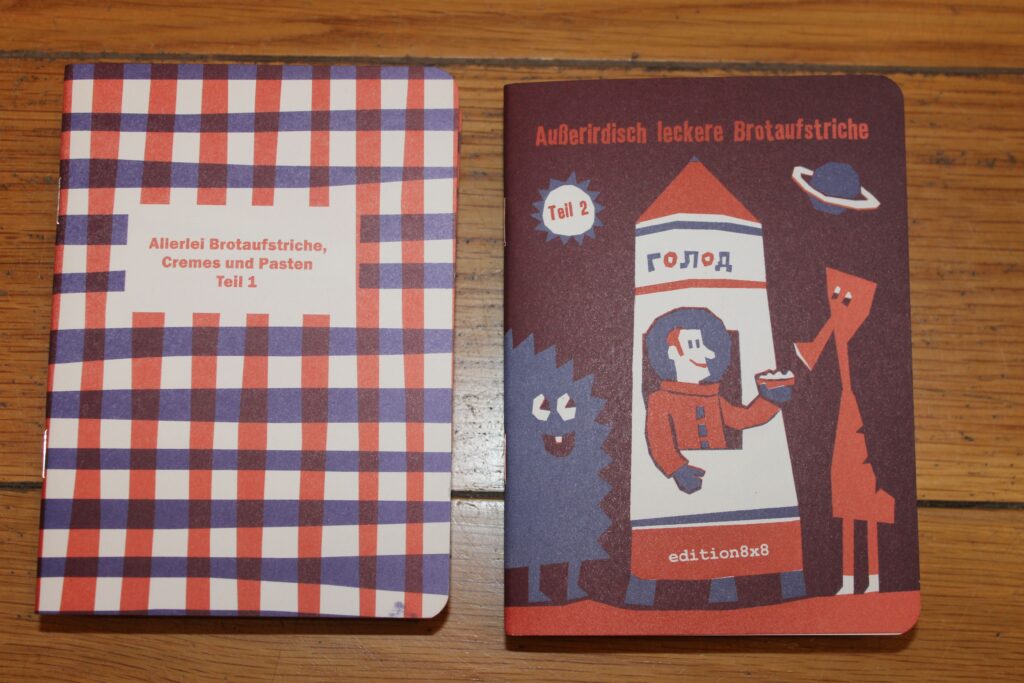 Allerlei Brotaufstriche,
Cremes und Pasten
Teil 1
Außerirdisch leckere Brotaufstriche
Teil 2
голод
edition8x8